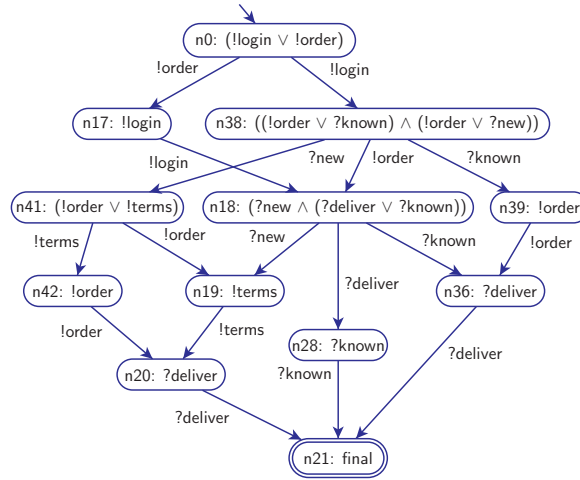 n0: (!login ∨ !order)
!order
!login
n17: !login
n38: ((!order ∨ ?known) ∧ (!order ∨ ?new))
!login
?new
!order
?known
n41: (!order ∨ !terms)
n18: (?new ∧ (?deliver ∨ ?known))
n39: !order
!terms
!order
?new
?known
!order
n42: !order
n19: !terms
?deliver
n36: ?deliver
!order
!terms
n28: ?known
?deliver
n20: ?deliver
?known
?deliver
n21: final